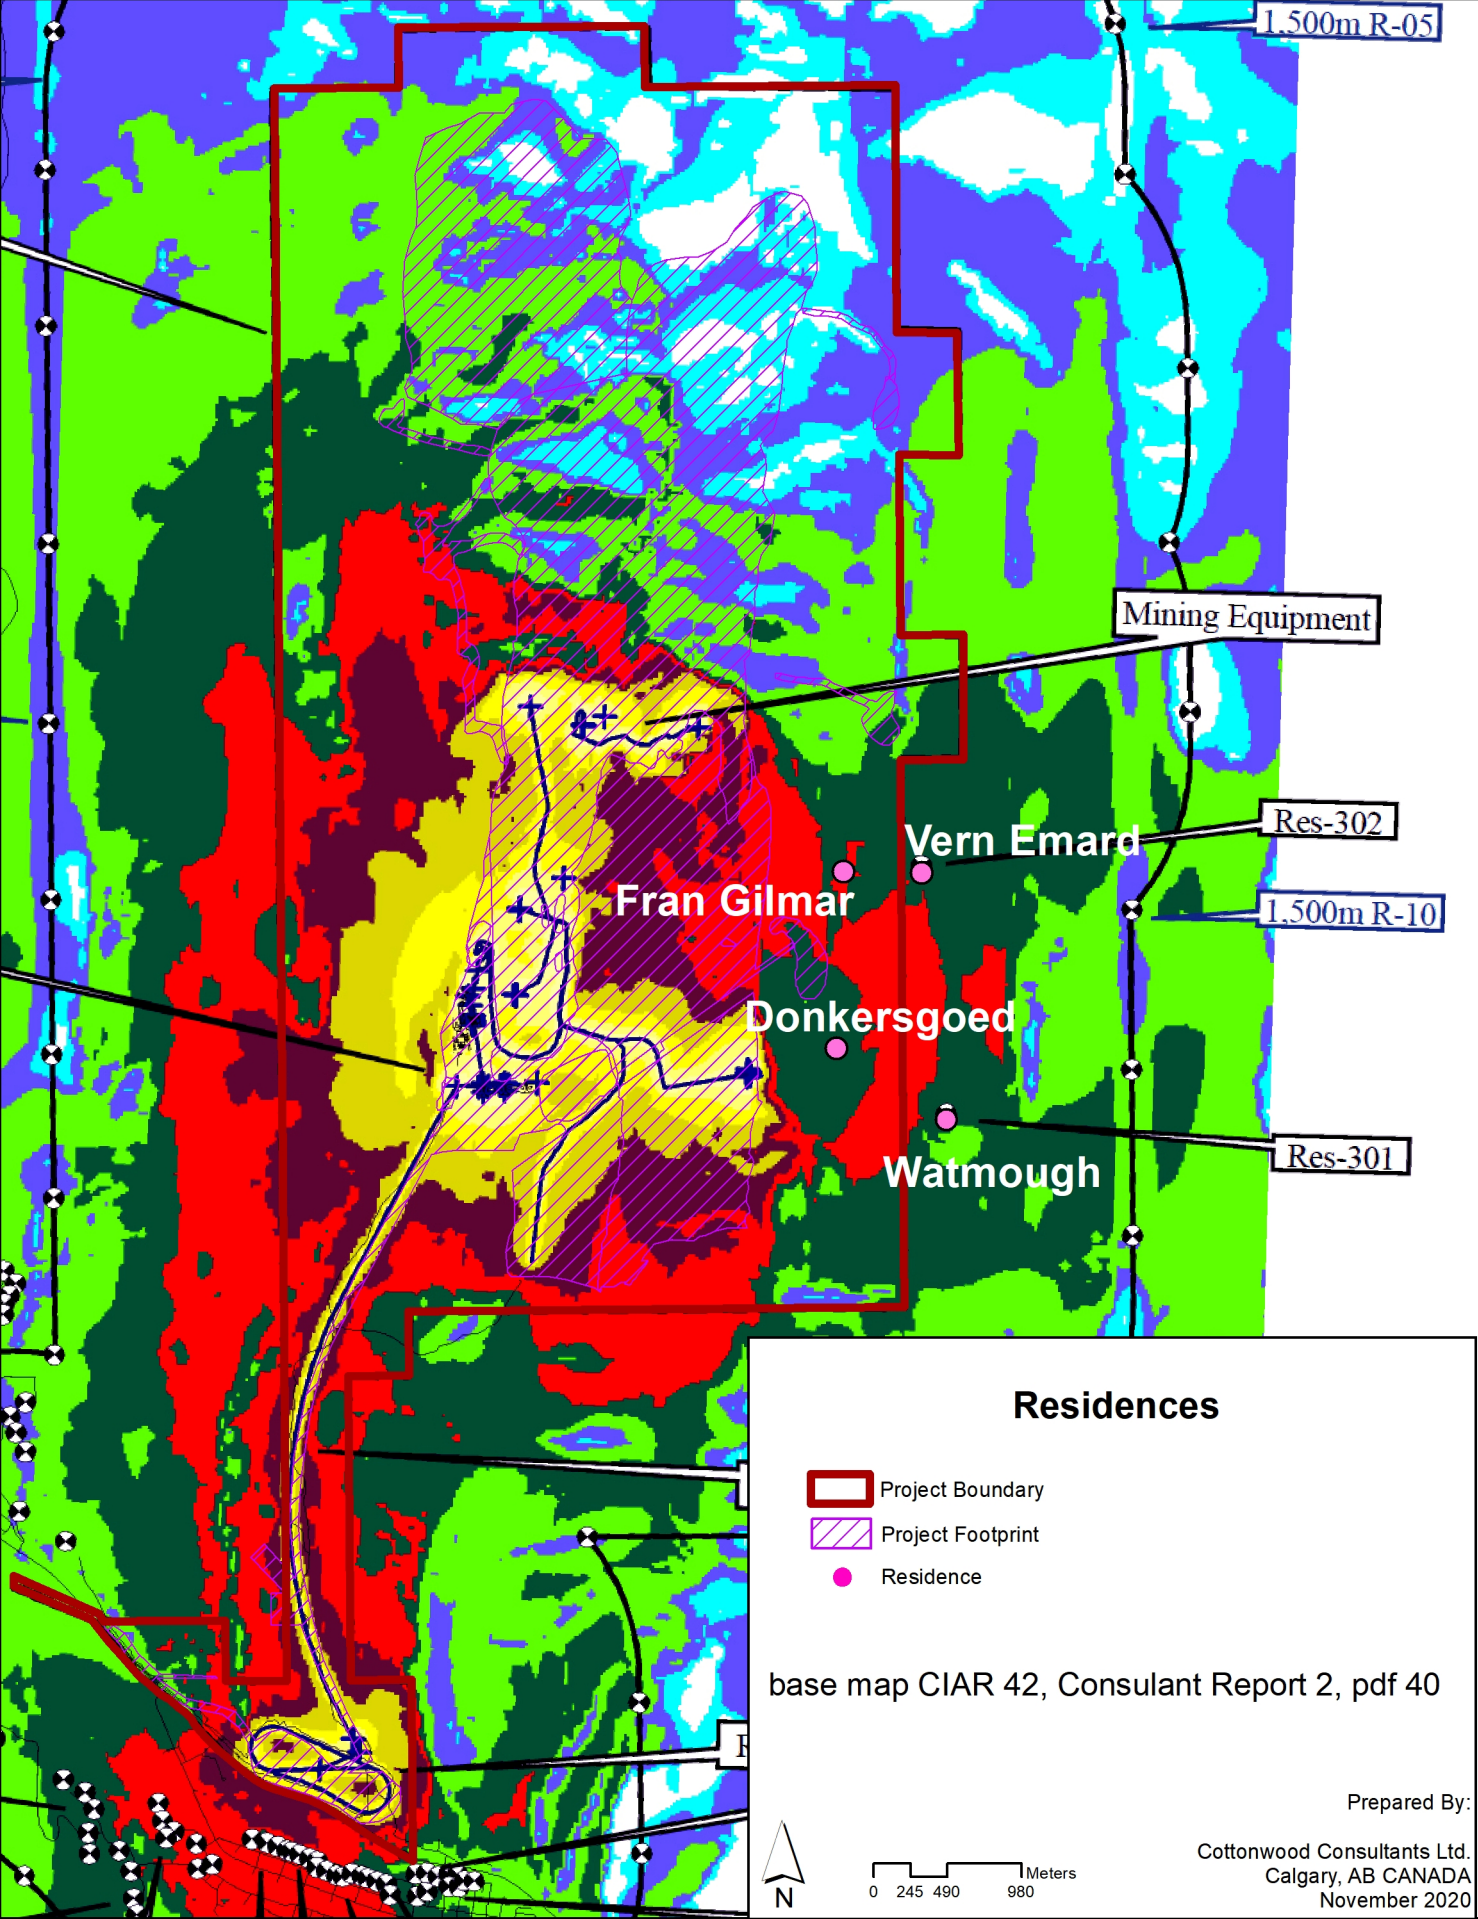 1,500m R-05
Mining Equipment
Res-302
Vern Emard
Fran Gilmar
1,500m R-10
Donkersgoed
Res-301
Watmough
Residences
Project Boundary
Project Footprint
Residence
base map CIAR 42, Consulant Report 2, pdf 40
R
Prepared By:
Cottonwood Consultants Ltd.
Calgary, AB CANADA
November 2020
Meters
0 245 490 980
N